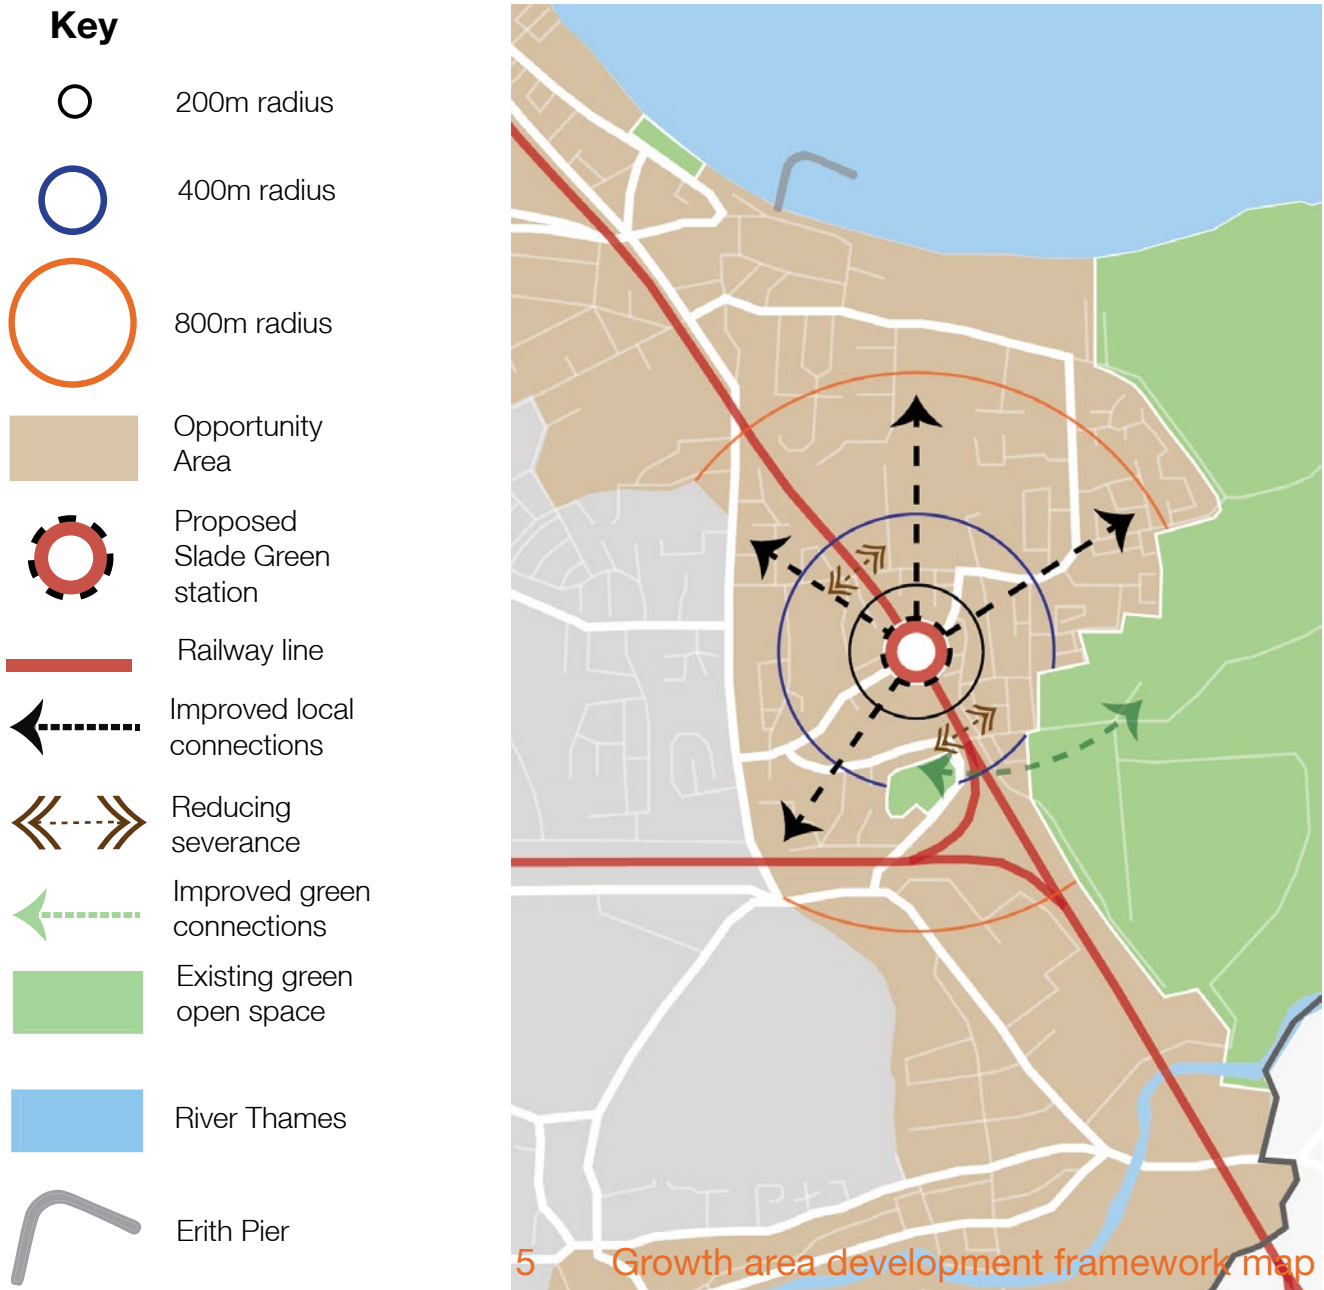 Key
200m radius
400m radius
800m radius
Opportunity
Area
Proposed
Slade Green
station
Railway line
Improved local
connections
Reducing
severance
Improved green
connections
Existing green
open space
River Thames
Erith Pier
5 Growth area development framework map